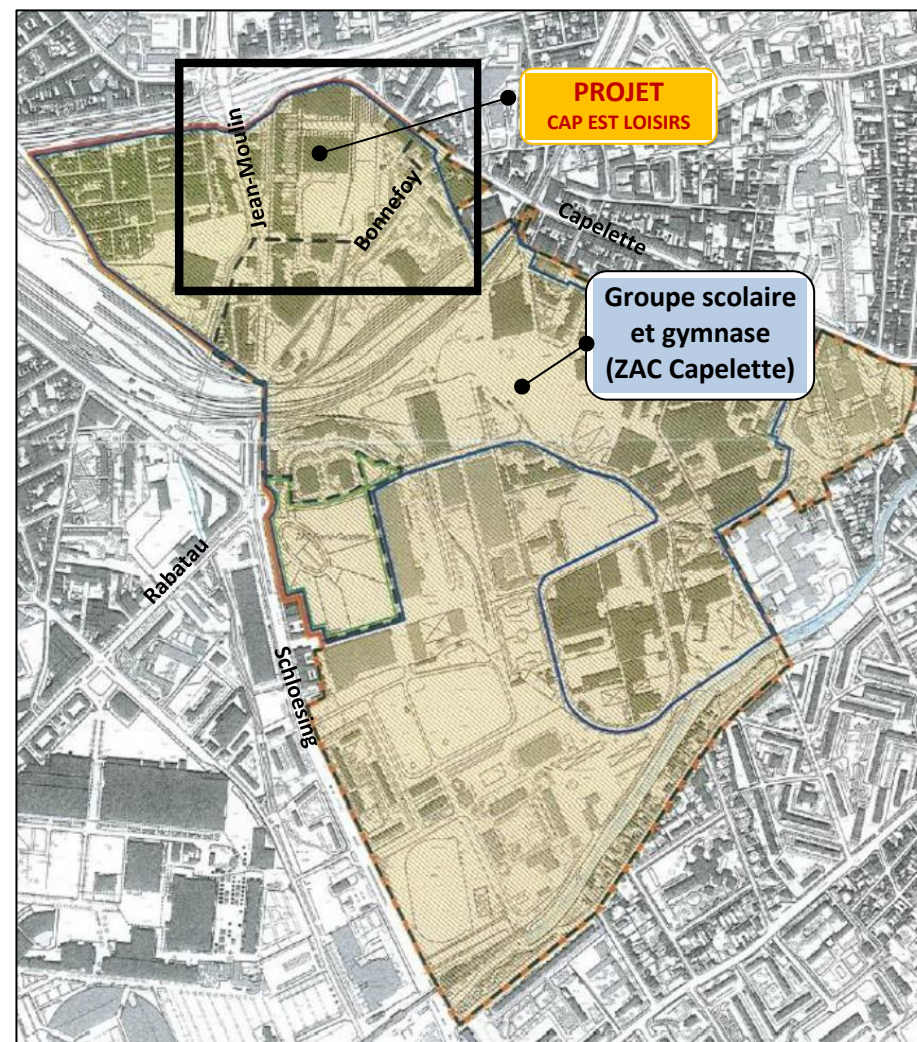 PROJET
CAP EST LOISIRS
Jean-Moulin
Bonnefoy
Capelette
Groupe scolaire
et gymnase
(ZAC Capelette)
Rabatau
Schloesing